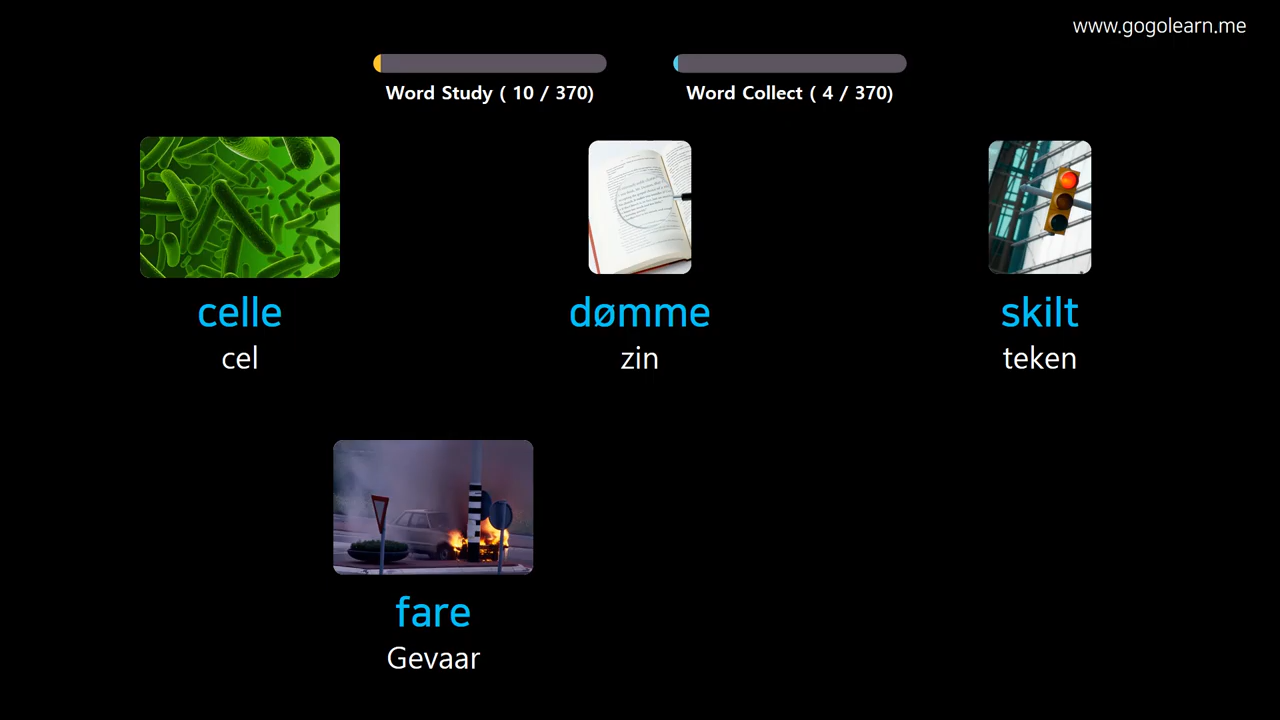 www.gogolearn.me
Word Study ( 10 / 370)
Word Collect ( 4 / 370)
celle
cel
dømme
zin
skilt
teken
fare
Gevaar